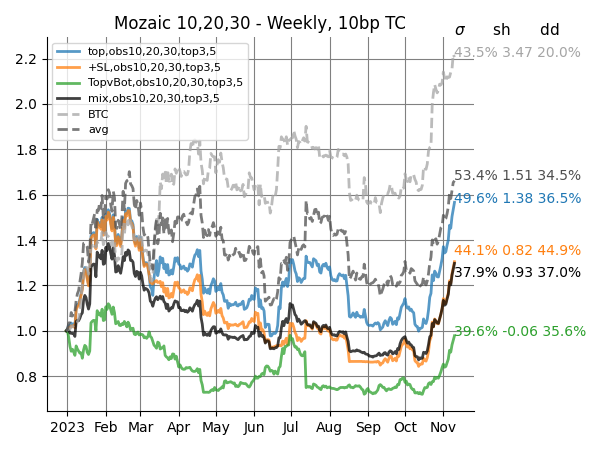 Mozaic 10,20,30 - Weekly, 10bp TC
σ sh dd
top,obs10,20,30,top3,5
+SL,obs10,20,30,top3,5
TopvBot,obs10,20,30,top3,5
mix,obs10,20,30,top3,5
BTC
avg
43.5% 3.47 20.0%
53.4% 1.51 34.5%
49.6% 1.38 36.5%
44.1% 0.82 44.9%
37.9% 0.93 37.0%
39.6% -0.06 35.6%
2.2
2.0
1.8
1.6
1.4
1.2
1.0
0.8
2023 Feb Mar Apr May Jun Jul Aug Sep Oct Nov